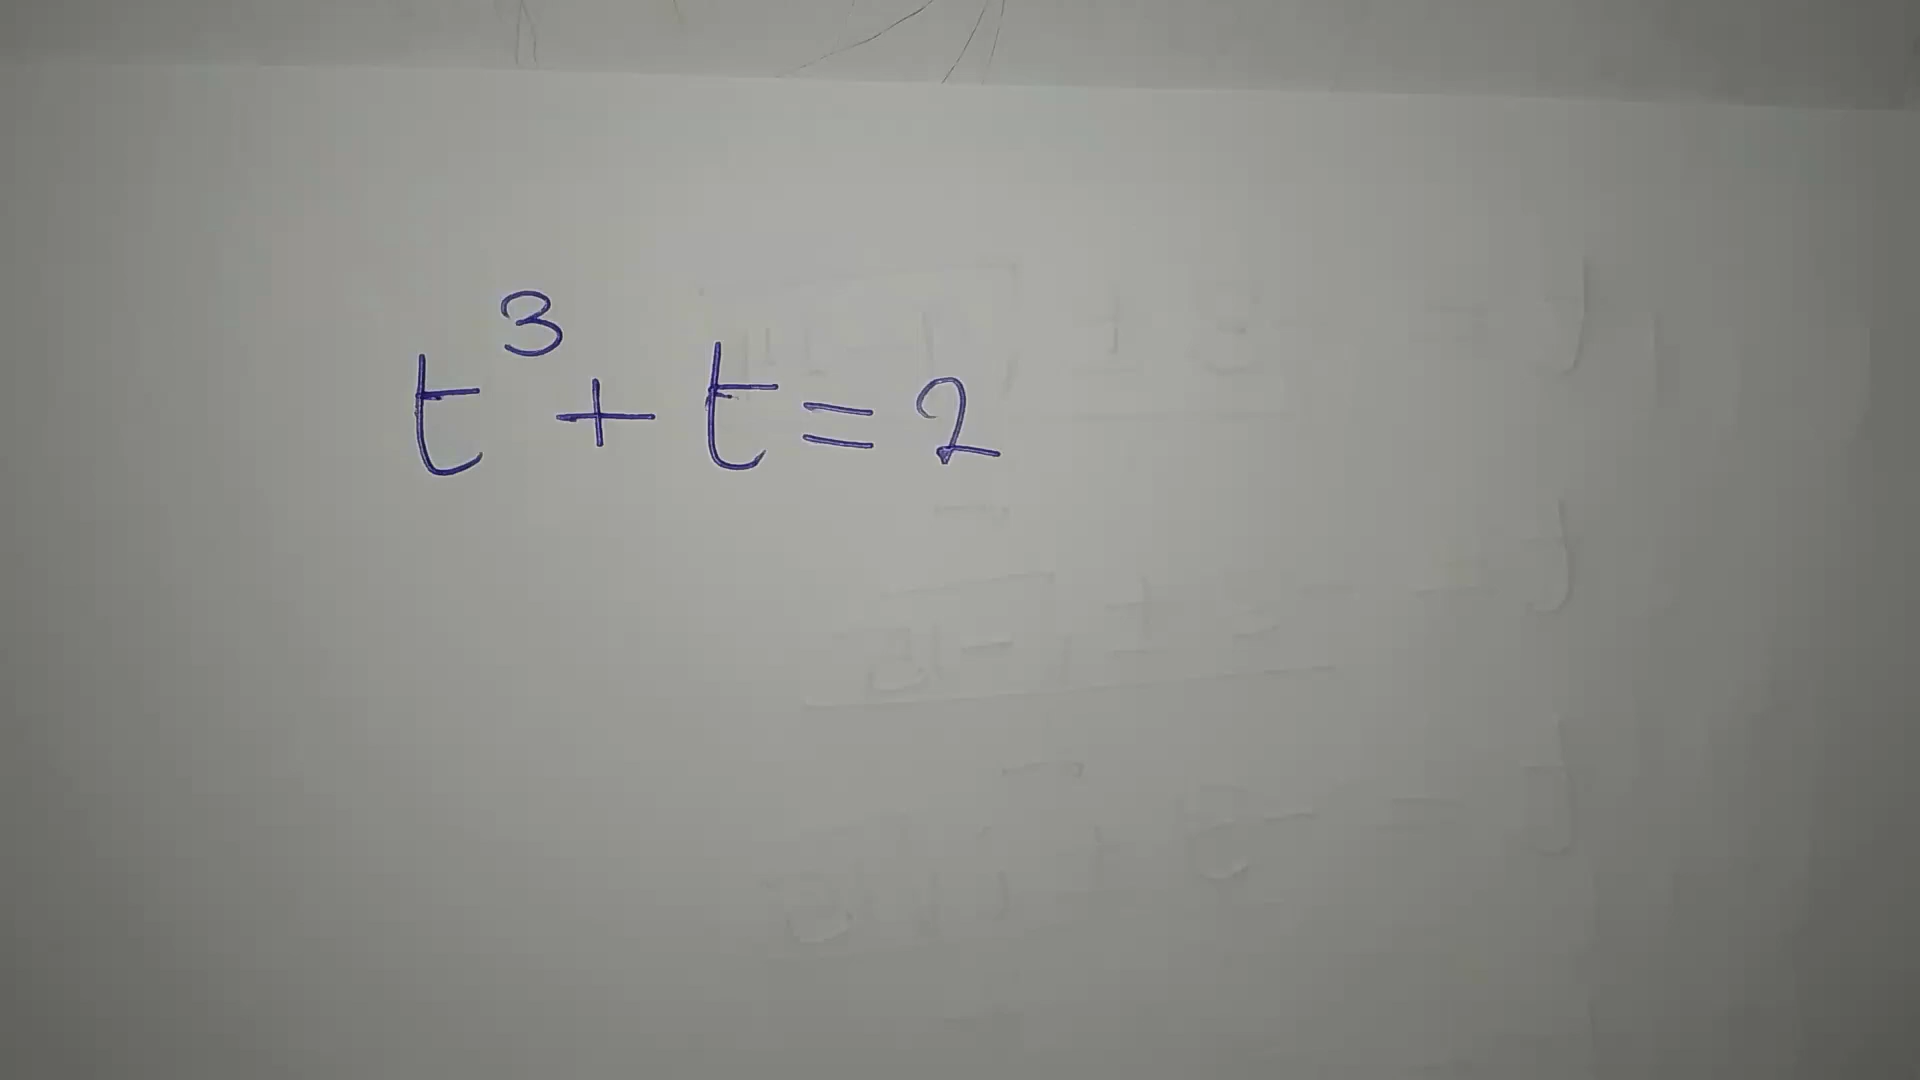 t³ + t = 2